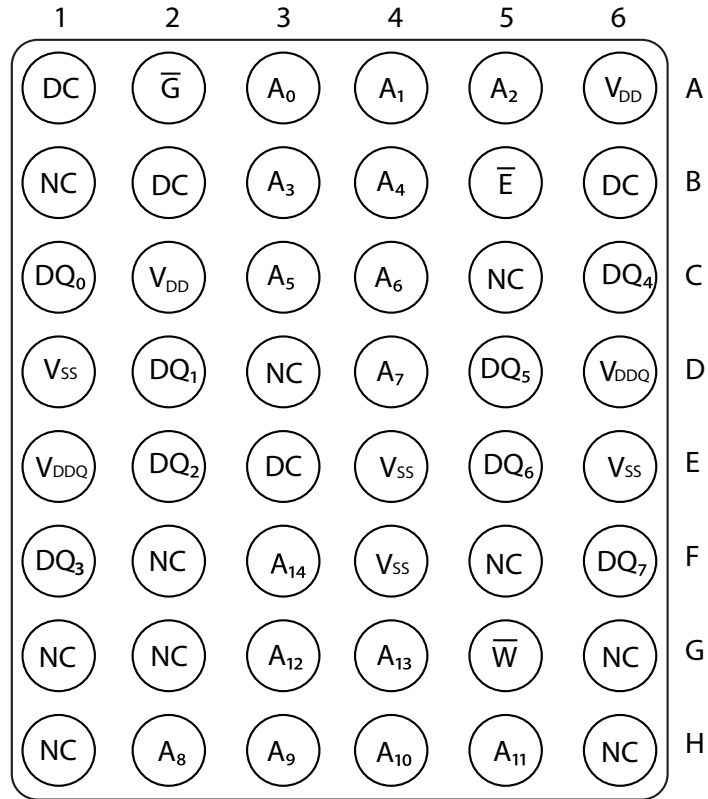 1 2 3 4 5 6
DC G̅ A₀ A₁ A₂ V_DD A
NC DC A₃ A₄ E̅ DC B
DQ₀ V_DD A₅ A₆ NC DQ₄ C
V_SS DQ₁ NC A₇ DQ₅ V_DDQ D
V_DDQ DQ₂ DC V_SS DQ₆ V_SS E
DQ₃ NC A₁₄ V_SS NC DQ₇ F
NC NC A₁₂ A₁₃ W̅ NC G
NC A₈ A₉ A₁₀ A₁₁ NC H